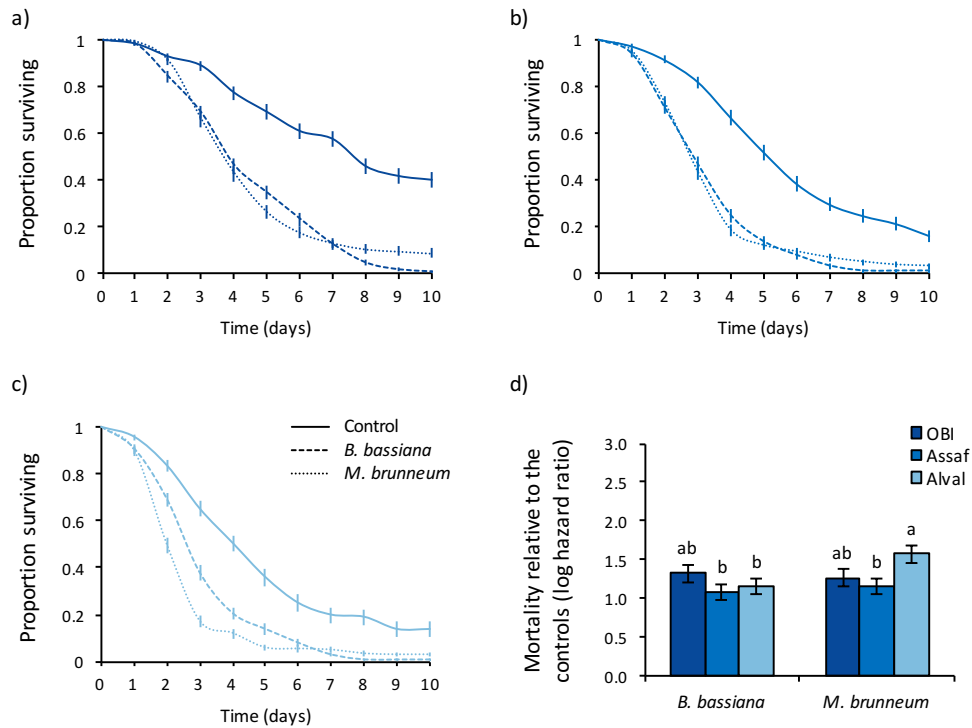 a)
Proportion surviving
1
0.8
0.6
0.4
0.2
0
0 1 2 3 4 5 6 7 8 9 10
Time (days)
b)
Proportion surviving
1
0.8
0.6
0.4
0.2
0
0 1 2 3 4 5 6 7 8 9 10
Time (days)
c)
Proportion surviving
1
0.8
0.6
0.4
0.2
0
0 1 2 3 4 5 6 7 8 9 10
Time (days)
Control
B. bassiana
M. brunneum
d)
Mortality relative to the
controls (log hazard ratio)
3.0
2.5
2.0
1.5
1.0
0.5
0.0
OBI
Assaf
Alval
ab b b ab b a
B. bassiana M. brunneum